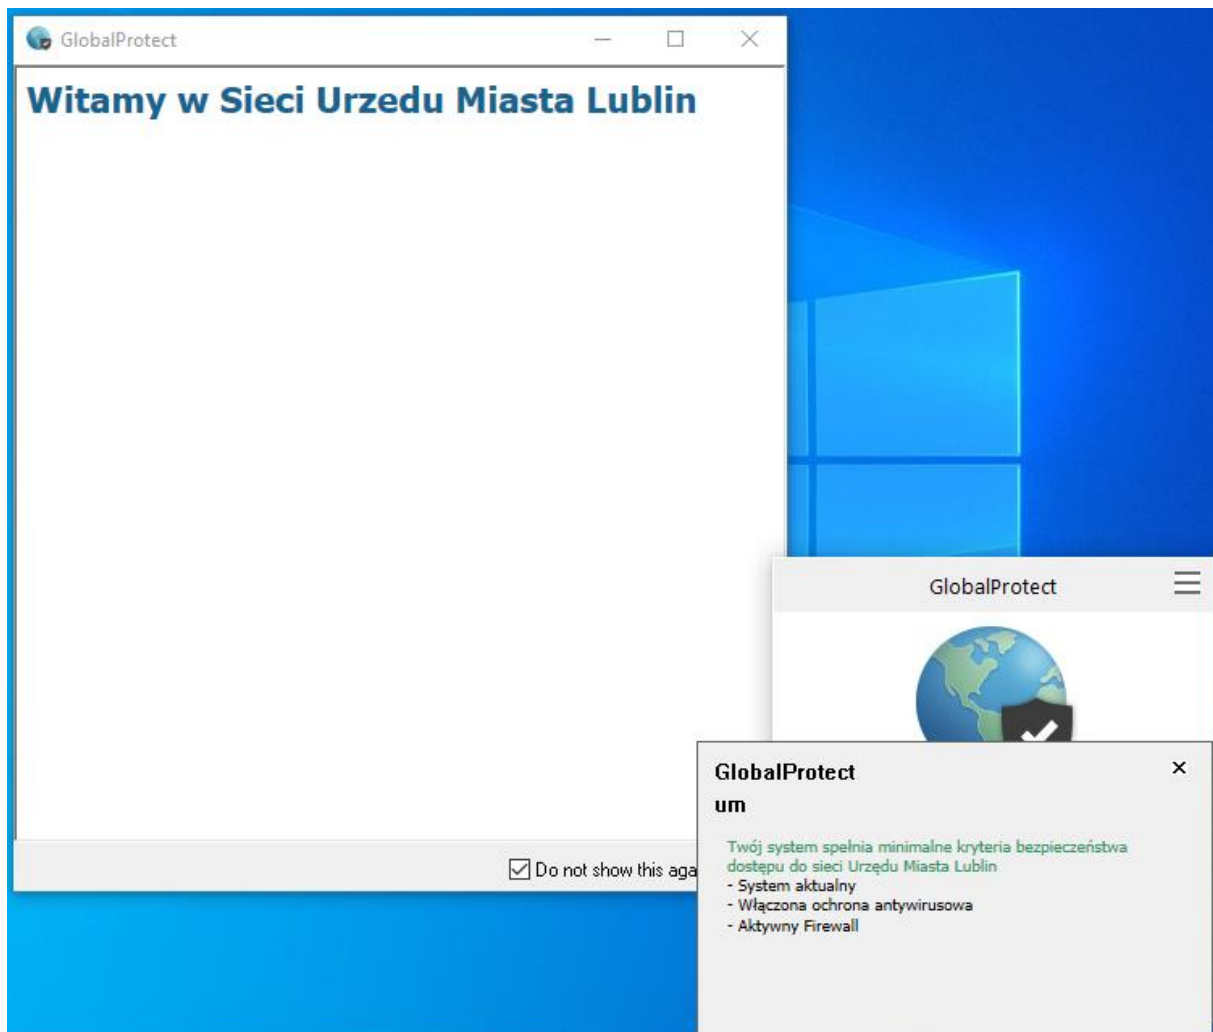 GlobalProtect
Witamy w Sieci Urzedu Miasta Lublin
Do not show this aga
GlobalProtect
GlobalProtect
um
Twój system spełnia minimalne kryteria bezpieczeństwa
dostępu do sieci Urzędu Miasta Lublin
- System aktualny
- Włączona ochrona antywirusowa
- Aktywny Firewall